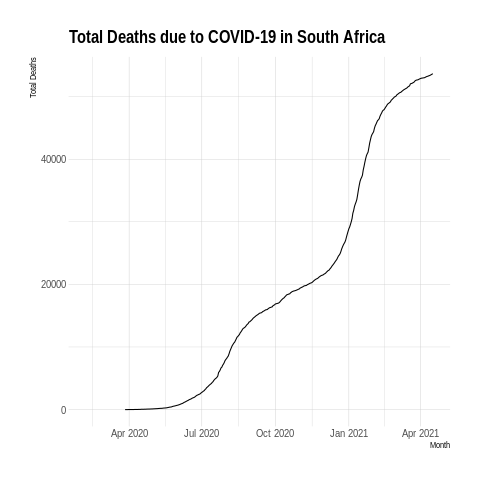 Total Deaths due to COVID-19 in South Africa
Total Deaths
40000
20000
0
Apr 2020 Jul 2020 Oct 2020 Jan 2021 Apr 2021
Month